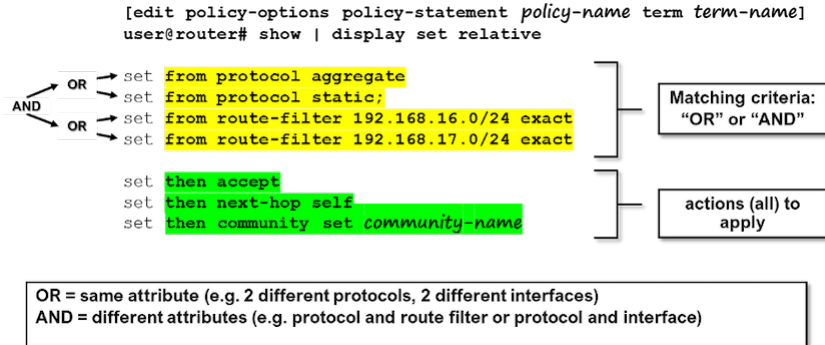 [edit policy-options policy-statement policy-name term term-name]
user@router# show | display set relative
set from protocol aggregate
set from protocol static;
set from route-filter 192.168.16.0/24 exact
set from route-filter 192.168.17.0/24 exact
AND
OR
OR
Matching criteria:
“OR” or “AND”
set then accept
set then next-hop self
set then community set community-name
actions (all) to
apply
OR = same attribute (e.g. 2 different protocols, 2 different interfaces)
AND = different attributes (e.g. protocol and route filter or protocol and interface)